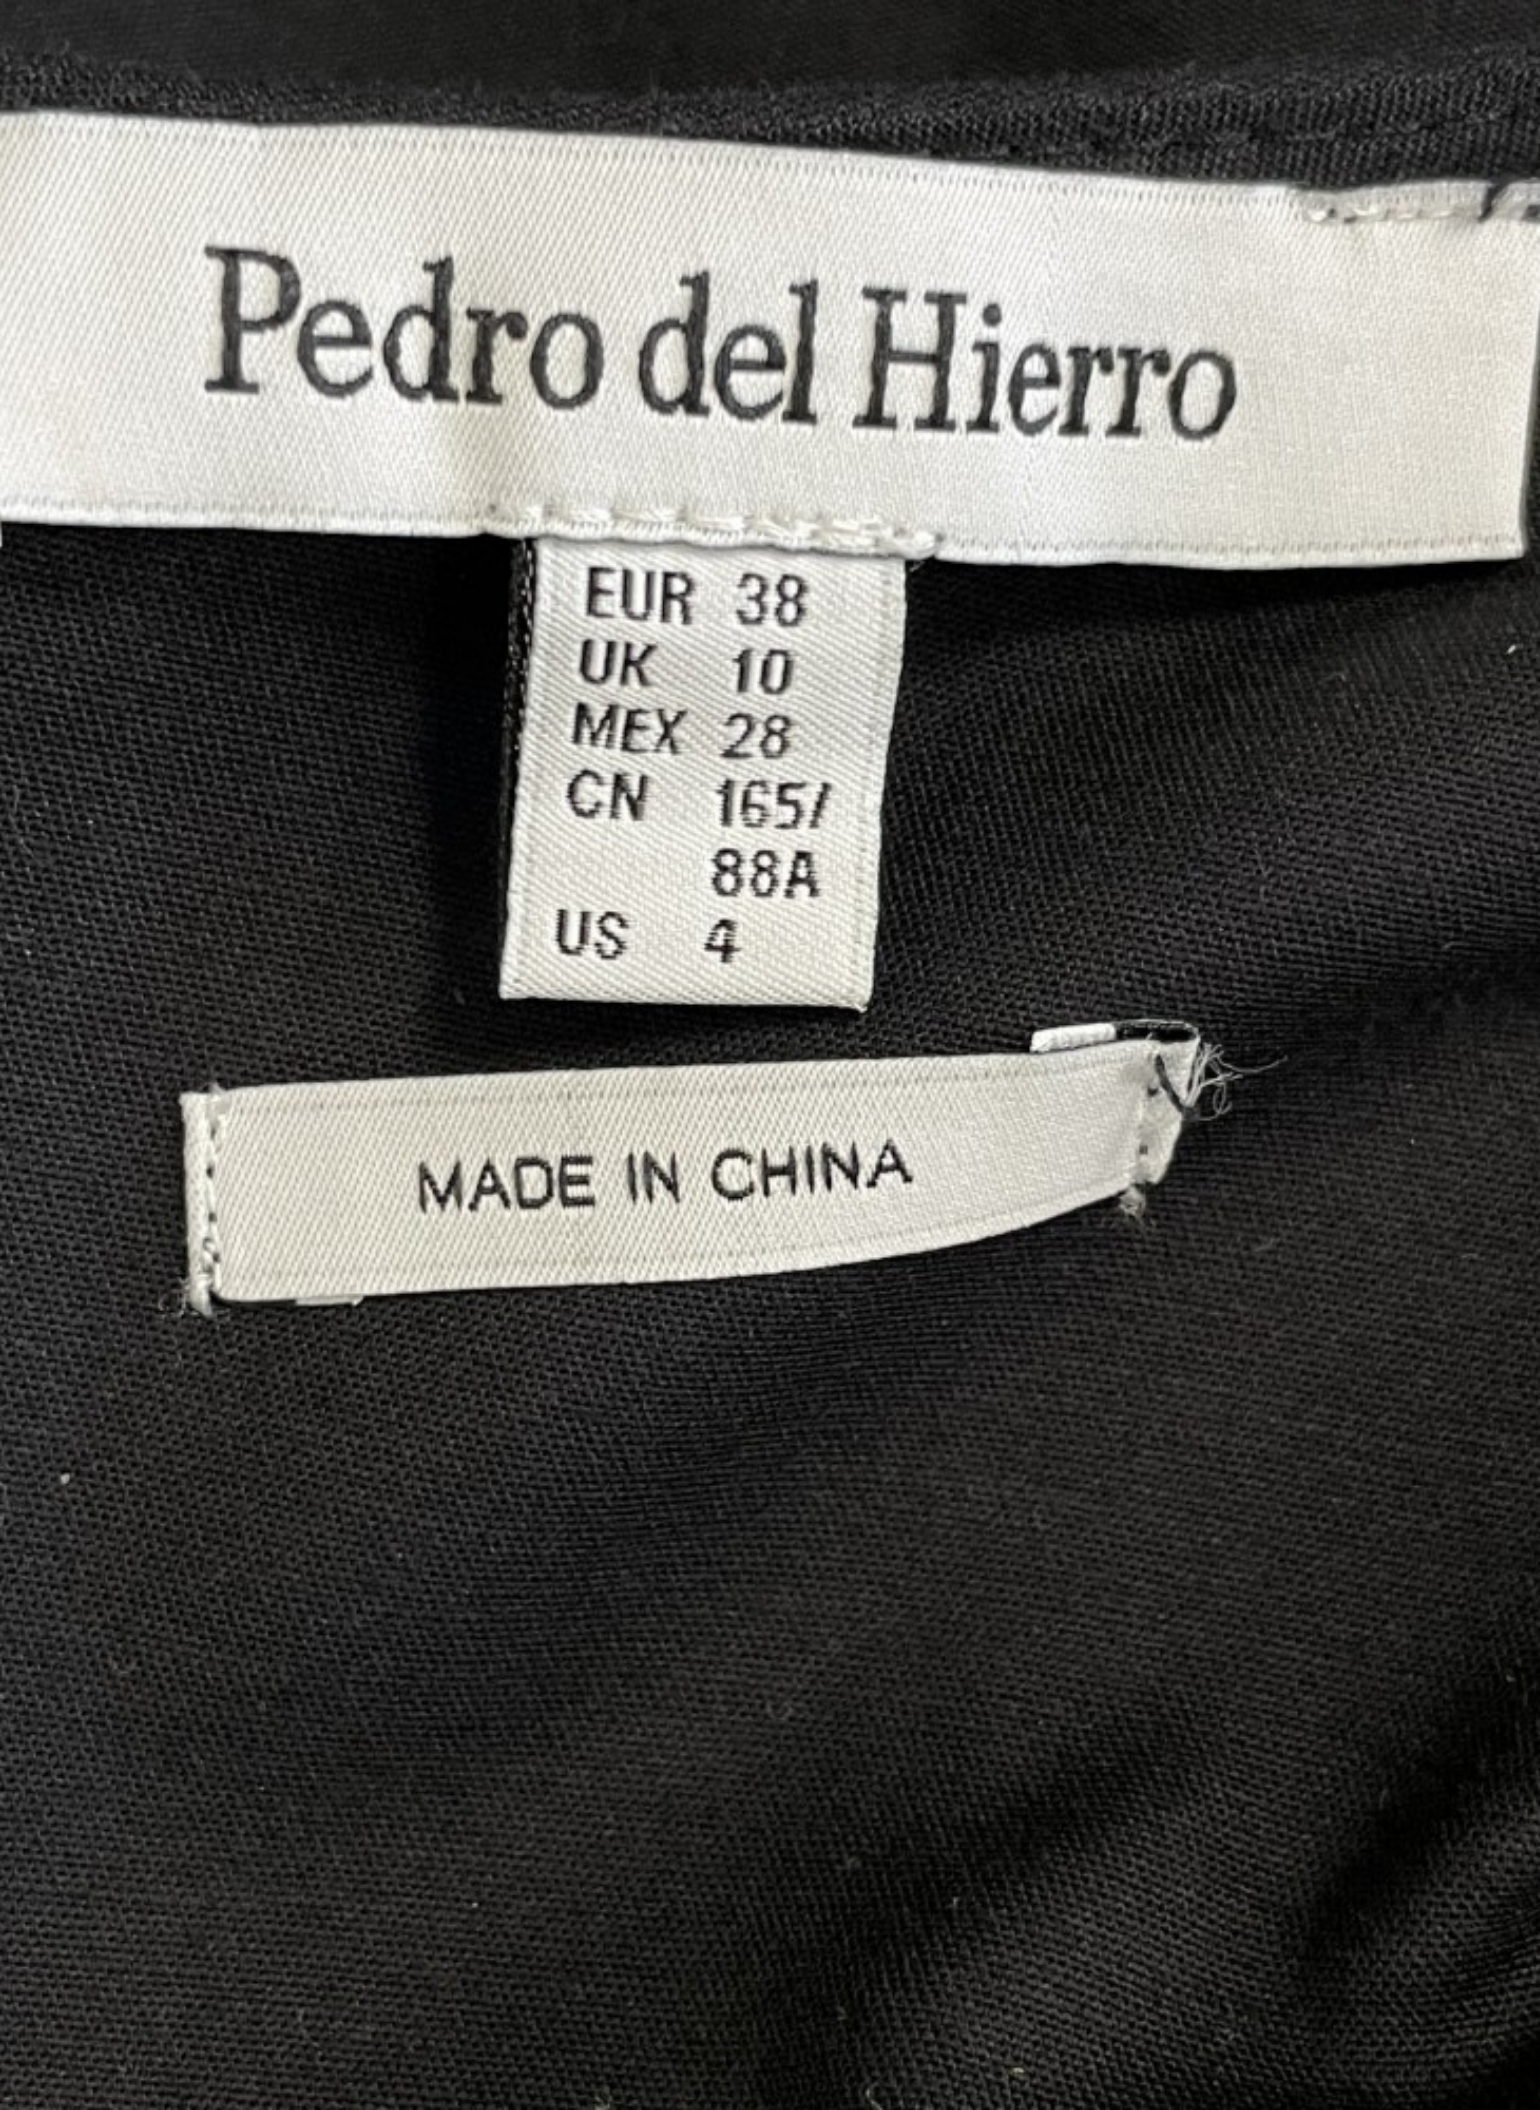 Pedro del Hierro
EUR 38
UK 10
MEX 28
CN 165/
88A
US 4
MADE IN CHINA